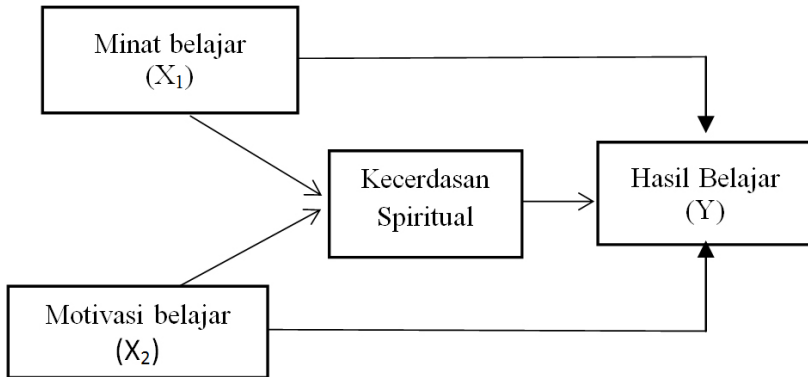 Minat belajar
(X₁)
Kecerdasan
Spiritual
Hasil Belajar
(Y)
Motivasi belajar
(X₂)